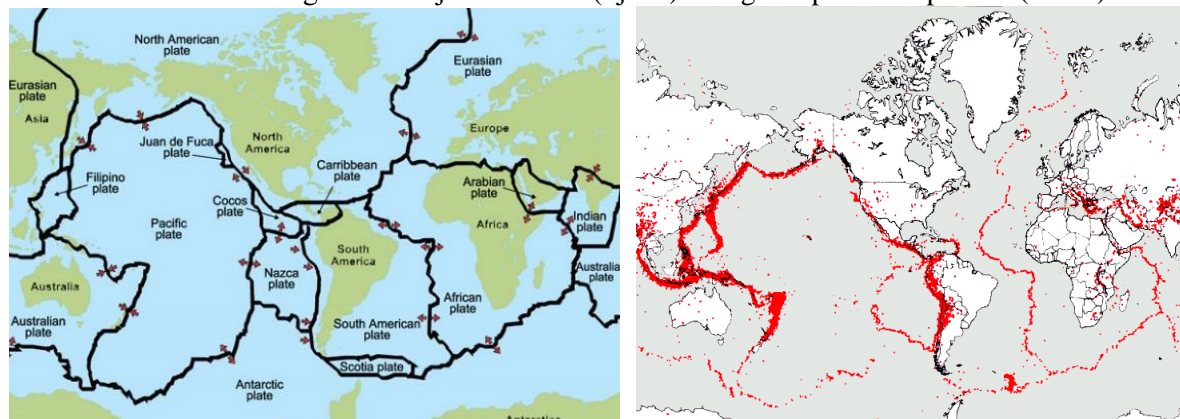 North American
plate
Eurasian
plate
Eurasian
plate
Asia
Europe
Juan de Fuca
plate
North
America
Carribbean
plate
Arabian
plate
Filipino
plate
Cocos
plate
Africa
Indian
plate
Pacific
plate
South
America
Nazca
plate
Australia
Australian
plate
African
plate
Australian
plate
South American
plate
Scotia plate
Antarctic
plate